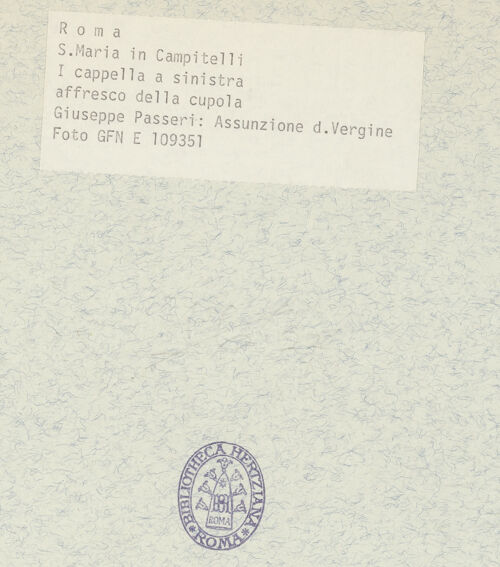 R o m a
S.Maria in Campitelli
I cappella a sinistra
affresco della cupola
Giuseppe Passeri: Assunzione d.Vergine
Foto GFN E 109351
BIBLIOTHECA HERTZIANA
ROMA
* ROMA *